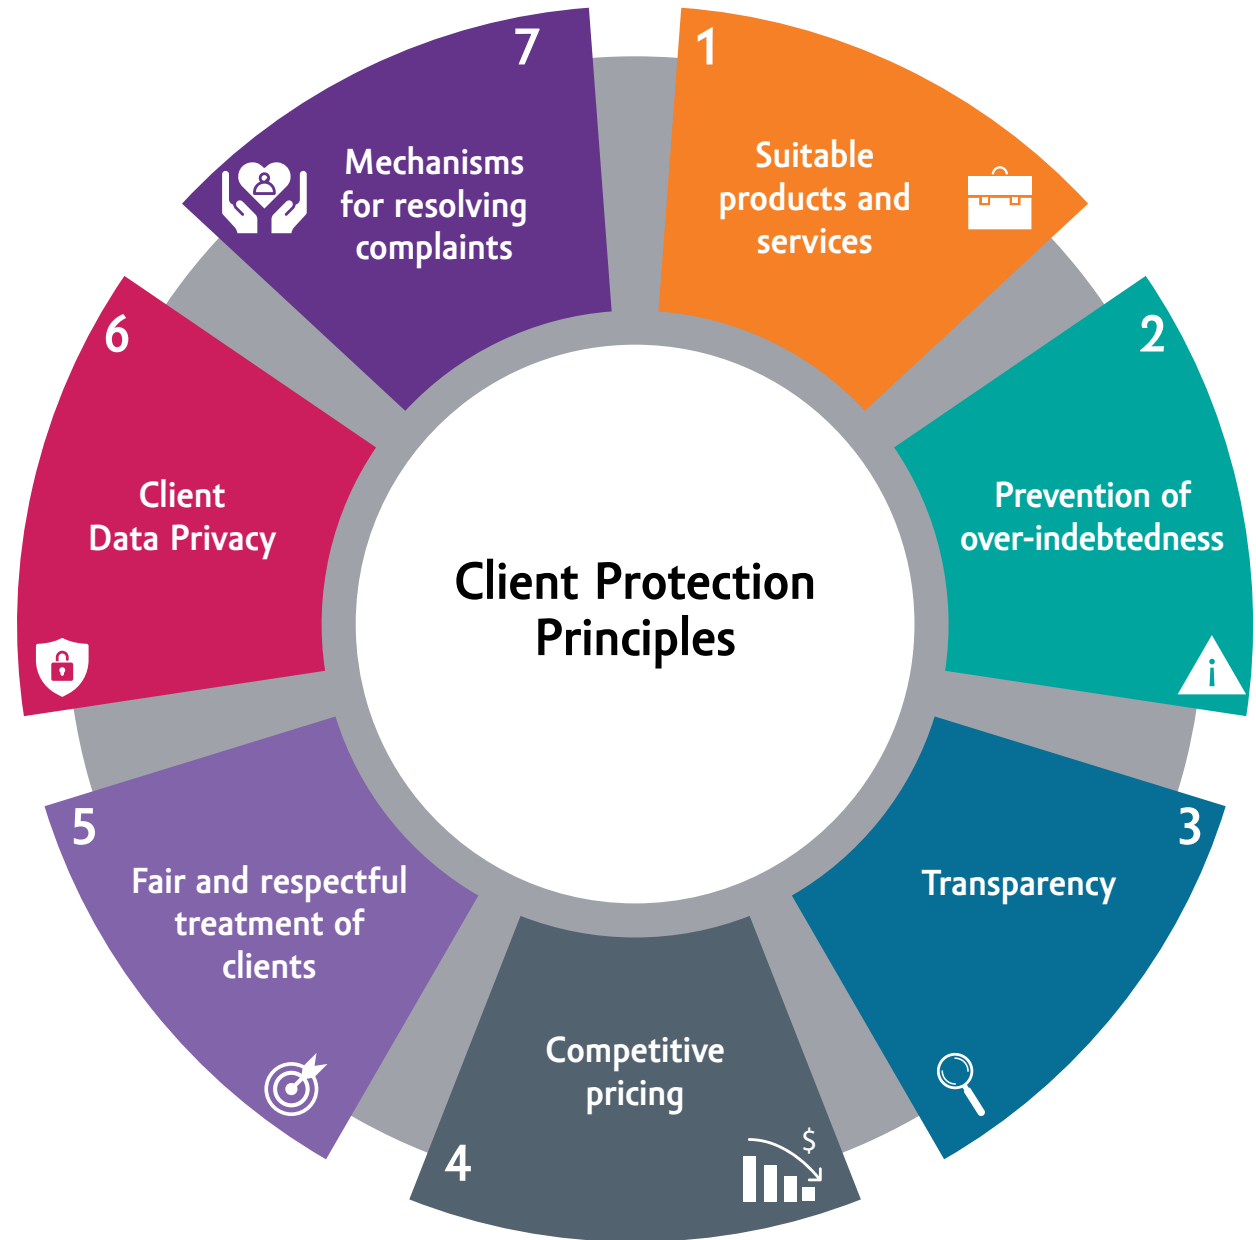 Client Protection
Principles
1
Suitable
products and
services
2
Prevention of
over-indebtedness
i
3
Transparency
4
Competitive
pricing
$
5
Fair and respectful
treatment of
clients
6
Client
Data Privacy
7
Mechanisms
for resolving
complaints